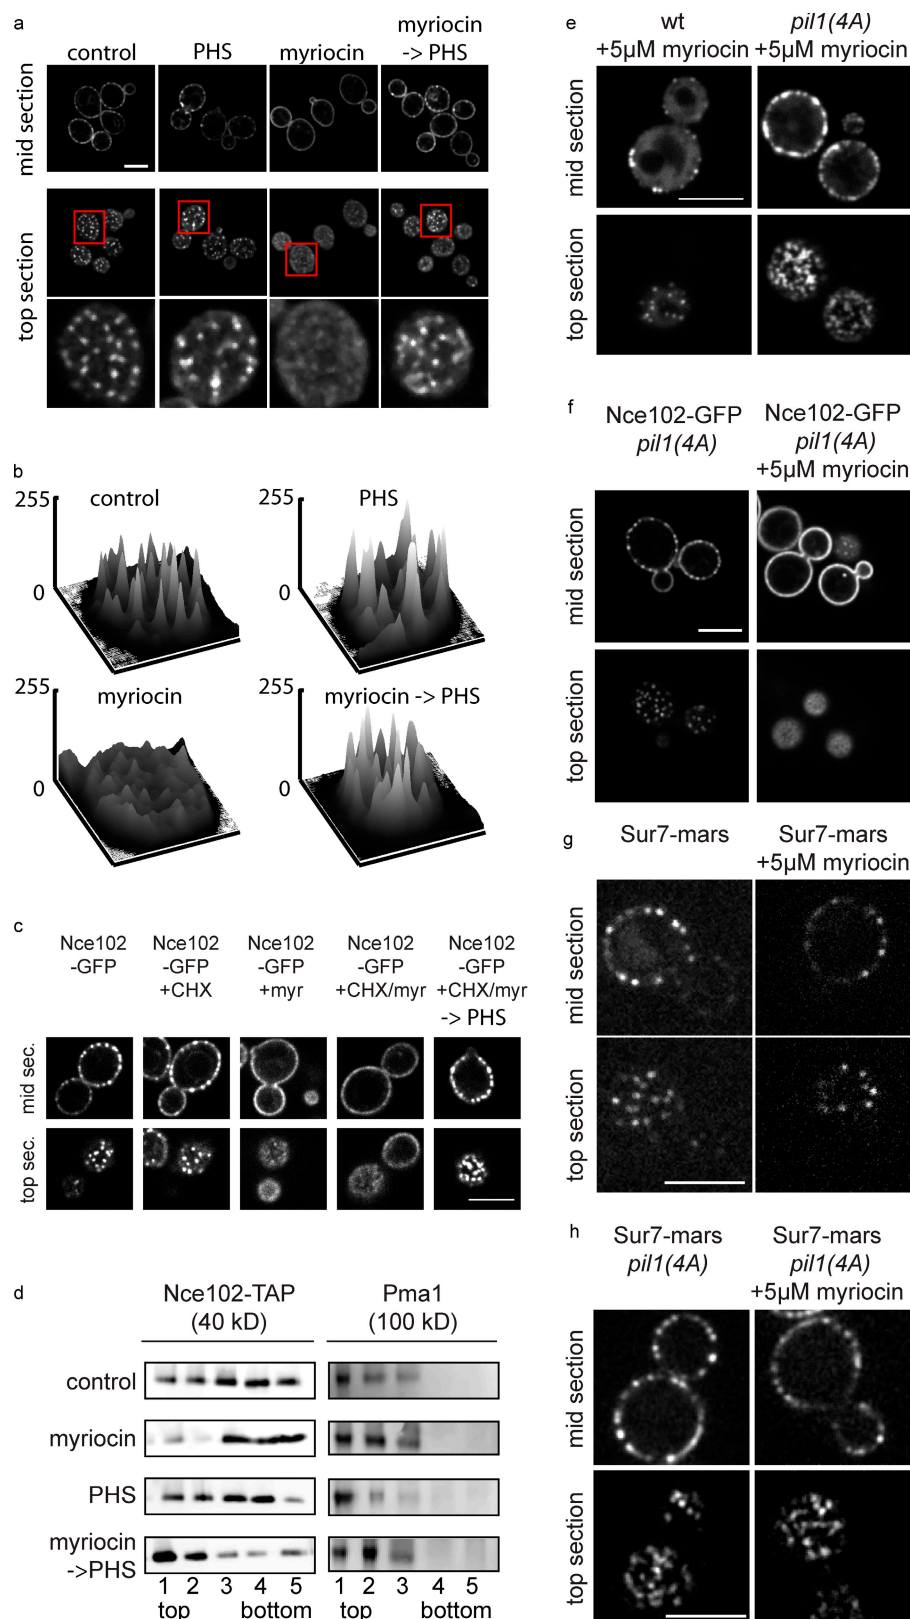 a
control PHS myriocin myriocin
-> PHS
mid section
top section
b
255 control
0
255 PHS
0
255 myriocin
0
255 myriocin -> PHS
0
c
Nce102
-GFP
Nce102
-GFP
+CHX
Nce102
-GFP
+myr
Nce102
-GFP
+CHX/myr
Nce102
-GFP
+CHX/myr
-> PHS
mid sec.
top sec.
d
Nce102-TAP
(40 kD)
Pma1
(100 kD)
control
myriocin
PHS
myriocin
->PHS
1 2 3 4 5
top bottom
1 2 3 4 5
top bottom
e
wt
+5µM myriocin
pil1(4A)
+5µM myriocin
mid section
top section
f
Nce102-GFP
pil1(4A)
Nce102-GFP
pil1(4A)
+5µM myriocin
mid section
top section
g
Sur7-mars
Sur7-mars
+5µM myriocin
mid section
top section
h
Sur7-mars
pil1(4A)
Sur7-mars
pil1(4A)
+5µM myriocin
mid section
top section